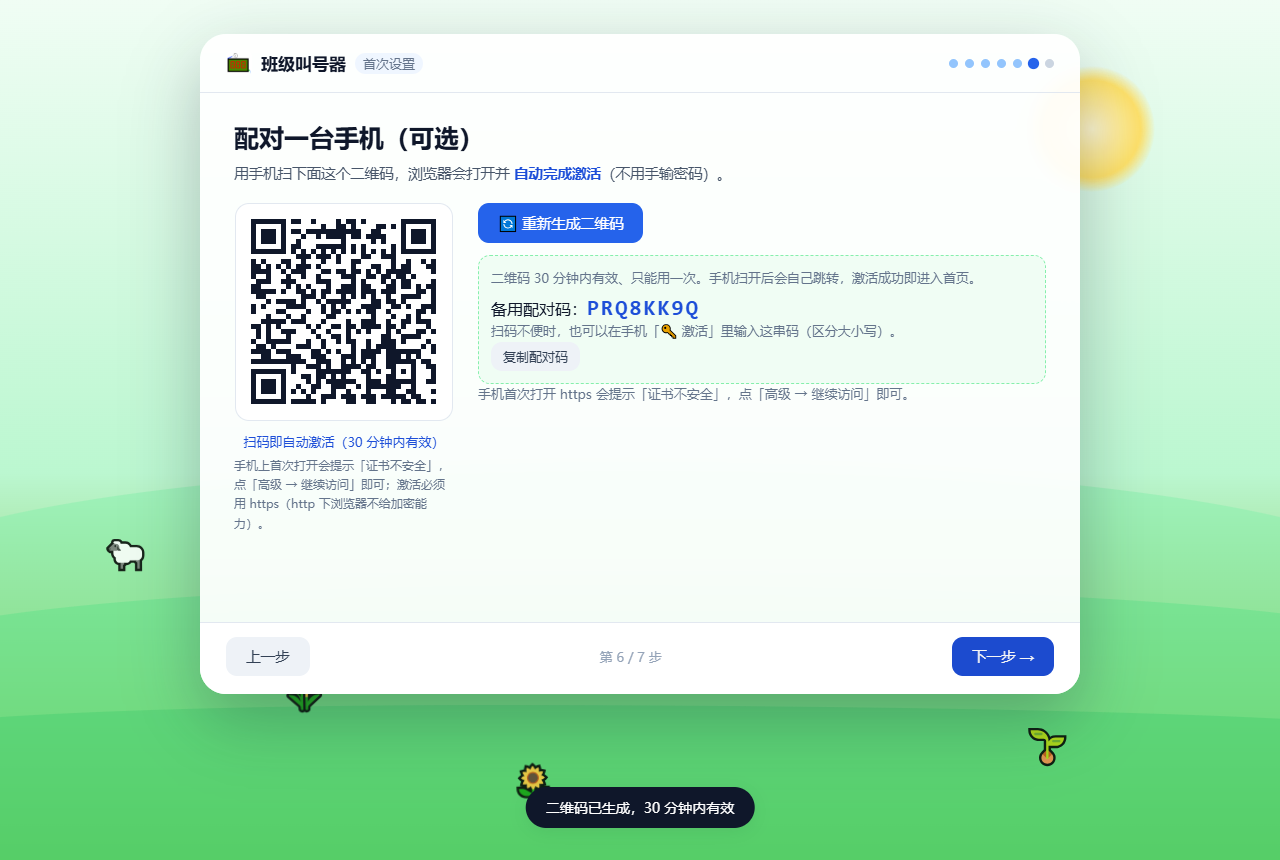 班级叫号器 首次设置
配对一台手机（可选）
用手机扫下面这个二维码，浏览器会打开并 自动完成激活（不用手输密码）。
重新生成二维码
二维码 30 分钟内有效、只能用一次。手机扫开后会自己跳转，激活成功即进入首页。
备用配对码：PRQ8KK9Q
扫码不便时，也可以在手机「🔑 激活」里输入这串码（区分大小写）。
复制配对码
手机首次打开 https 会提示「证书不安全」，点「高级 → 继续访问」即可。
扫码即自动激活（30 分钟内有效）
手机上首次打开会提示「证书不安全」，
点「高级 → 继续访问」即可；激活必须
用 https（http 下浏览器不给加密能
力）。
上一步
第 6 / 7 步
下一步 →
二维码已生成，30 分钟内有效